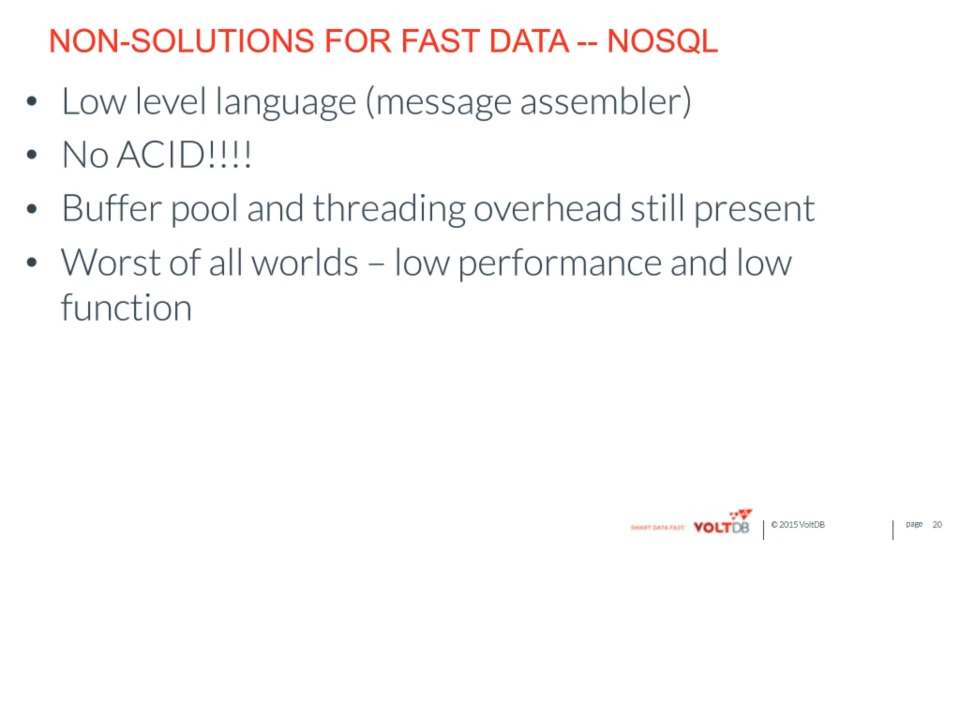 NON-SOLUTIONS FOR FAST DATA -- NOSQL
• Low level language (message assembler)
• No ACID!!!!
• Buffer pool and threading overhead still present
• Worst of all worlds – low performance and low
function
SMART DATA FAST VOLTDB © 2015 VoltDB page 20